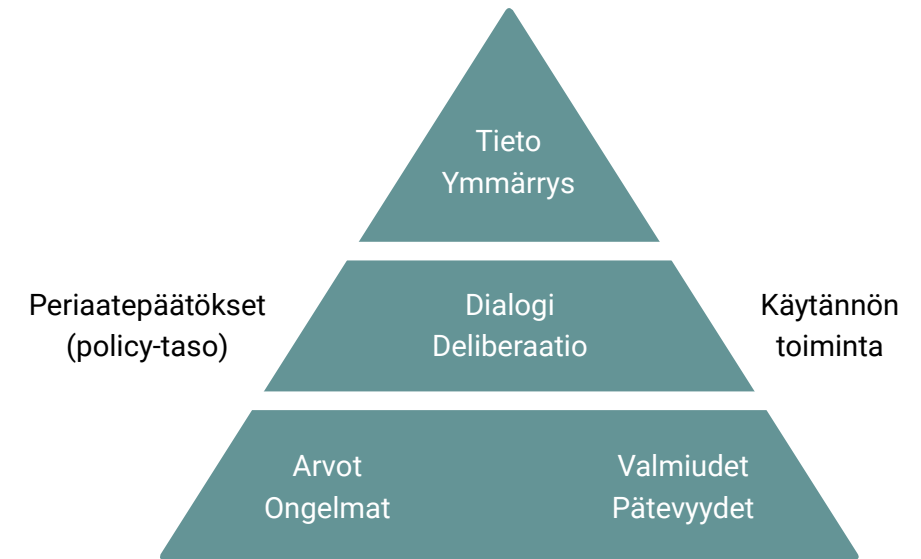 Tieto
Ymmärrys
Periaatepäätökset
(policy-taso)
Dialogi
Deliberaatio
Käytännön
toiminta
Arvot
Ongelmat
Valmiudet
Pätevyydet